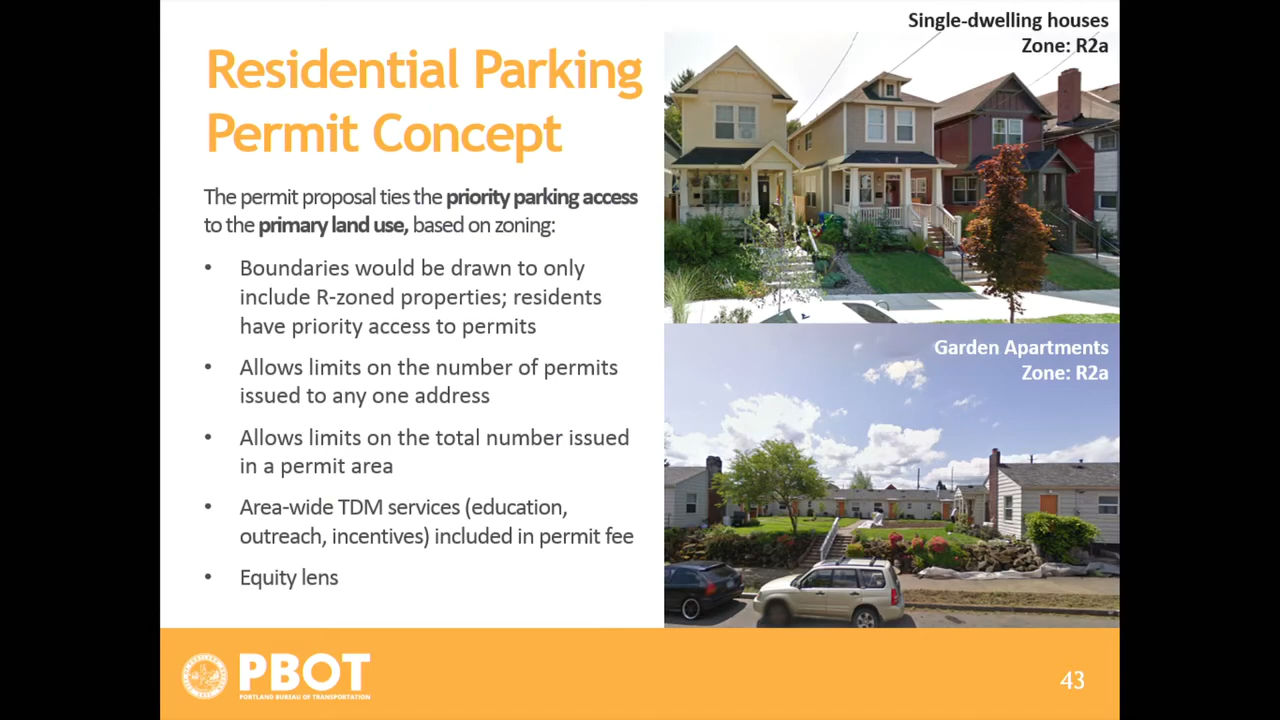 Residential Parking
Permit Concept
The permit proposal ties the priority parking access
to the primary land use, based on zoning:
• Boundaries would be drawn to only
include R-zoned properties; residents
have priority access to permits
• Allows limits on the number of permits
issued to any one address
• Allows limits on the total number issued
in a permit area
• Area-wide TDM services (education,
outreach, incentives) included in permit fee
• Equity lens
Single-dwelling houses
Zone: R2a
Garden Apartments
Zone: R2a
PBOT
PORTLAND BUREAU OF TRANSPORTATION
43